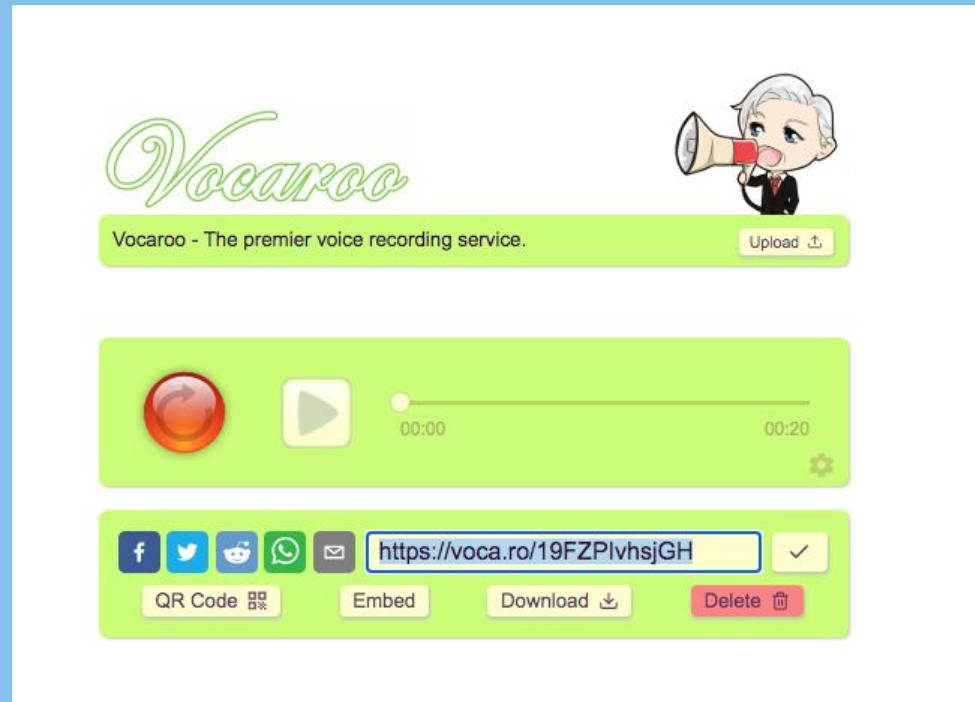 Vocaroo
Vocaroo - The premier voice recording service.
Upload
00:00
00:20
https://voca.ro/19FZPlvhsjGH
QR Code
Embed
Download
Delete